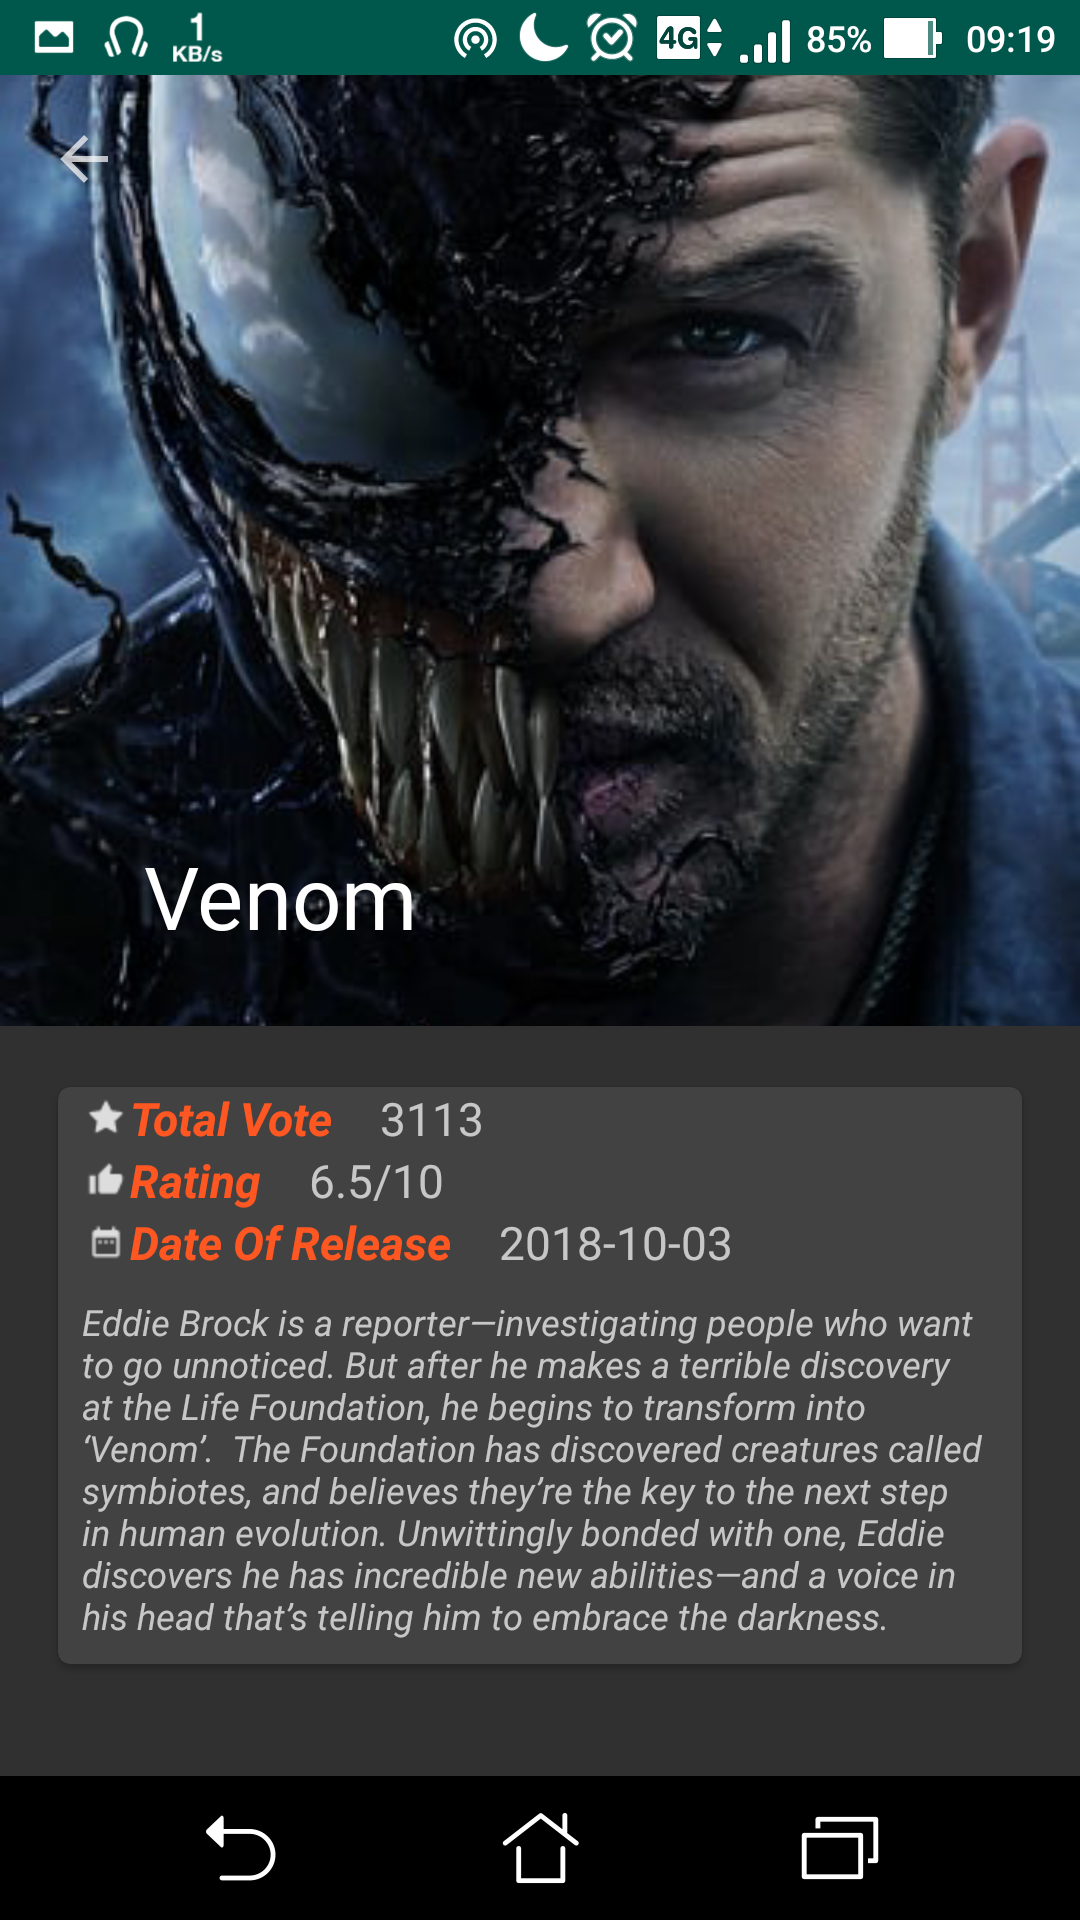 1
KB/s
4G
85%
09:19
Venom
Total Vote 3113
Rating 6.5/10
Date Of Release 2018-10-03
Eddie Brock is a reporter—investigating people who want
to go unnoticed. But after he makes a terrible discovery
at the Life Foundation, he begins to transform into
‘Venom’.  The Foundation has discovered creatures called
symbiotes, and believes they’re the key to the next step
in human evolution. Unwittingly bonded with one, Eddie
discovers he has incredible new abilities—and a voice in
his head that’s telling him to embrace the darkness.